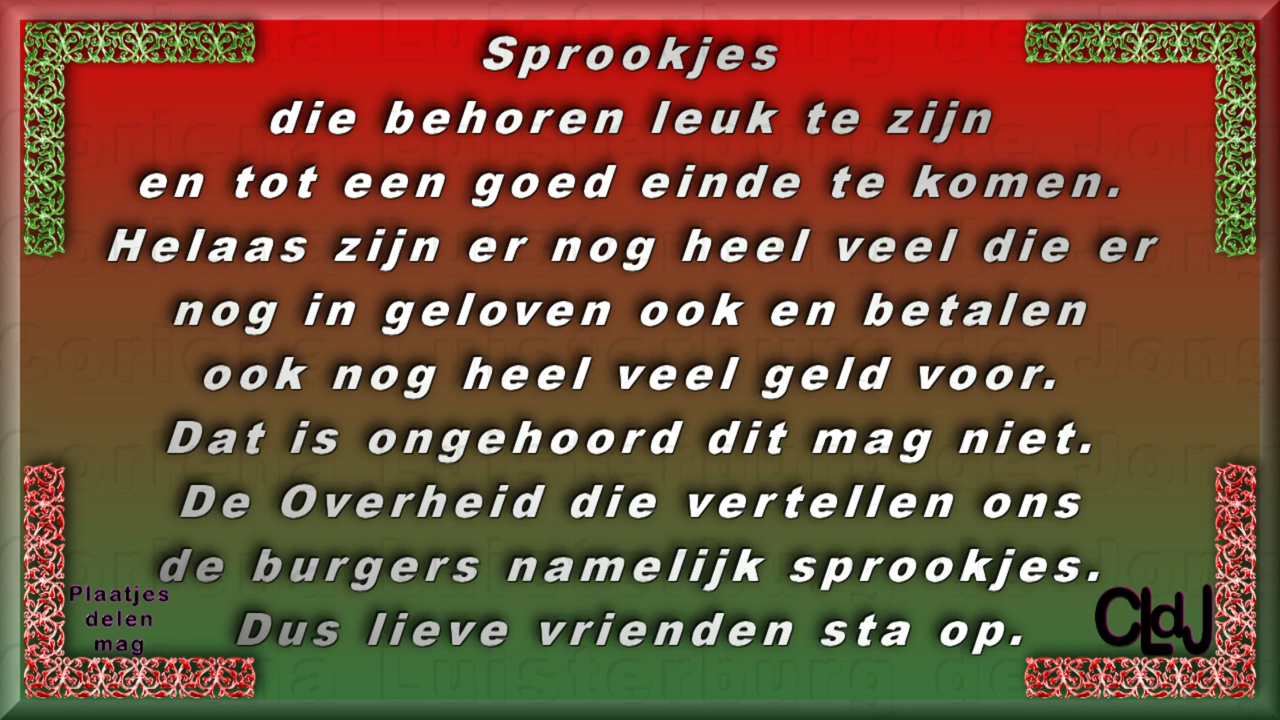 Sprookjes
die behoren leuk te zijn
en tot een goed einde te komen.
Helaas zijn er nog heel veel die er
nog in geloven ook en betalen
ook nog heel veel geld voor.
Dat is ongehoord dit mag niet.
De Overheid die vertellen ons
de burgers namelijk sprookjes.
Dus lieve vrienden sta op.
Plaatjes
delen
mag
CLdJ